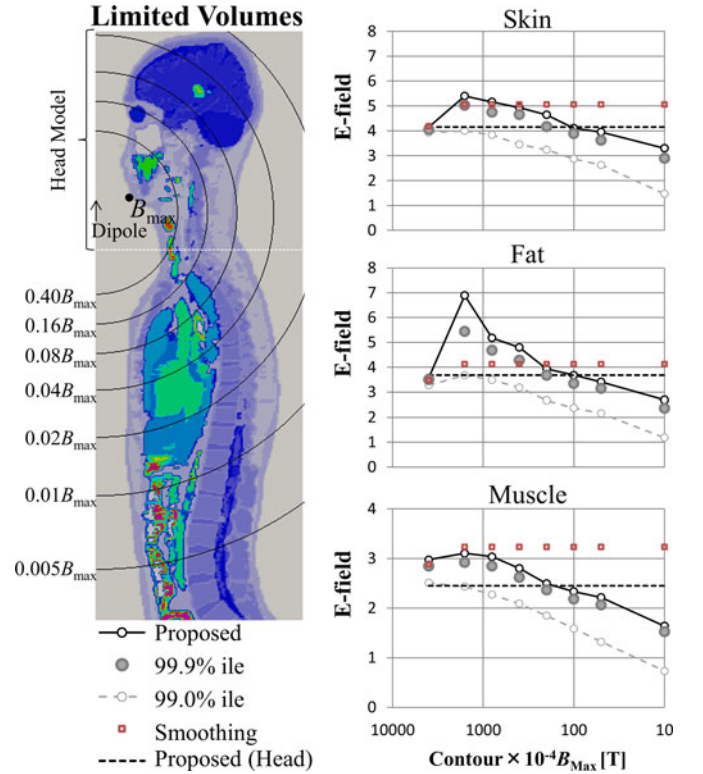 Limited Volumes
Head Model
B_max
Dipole
0.40B_max
0.16B_max
0.08B_max
0.04B_max
0.02B_max
0.01B_max
0.005B_max
Proposed
99.9% ile
99.0% ile
Smoothing
Proposed (Head)
Skin
E-field
8
7
6
5
4
3
2
1
0
Fat
E-field
8
7
6
5
4
3
2
1
0
Muscle
E-field
4
3
2
1
0
10000 1000 100 10
Contour × 10⁻⁴B_Max [T]